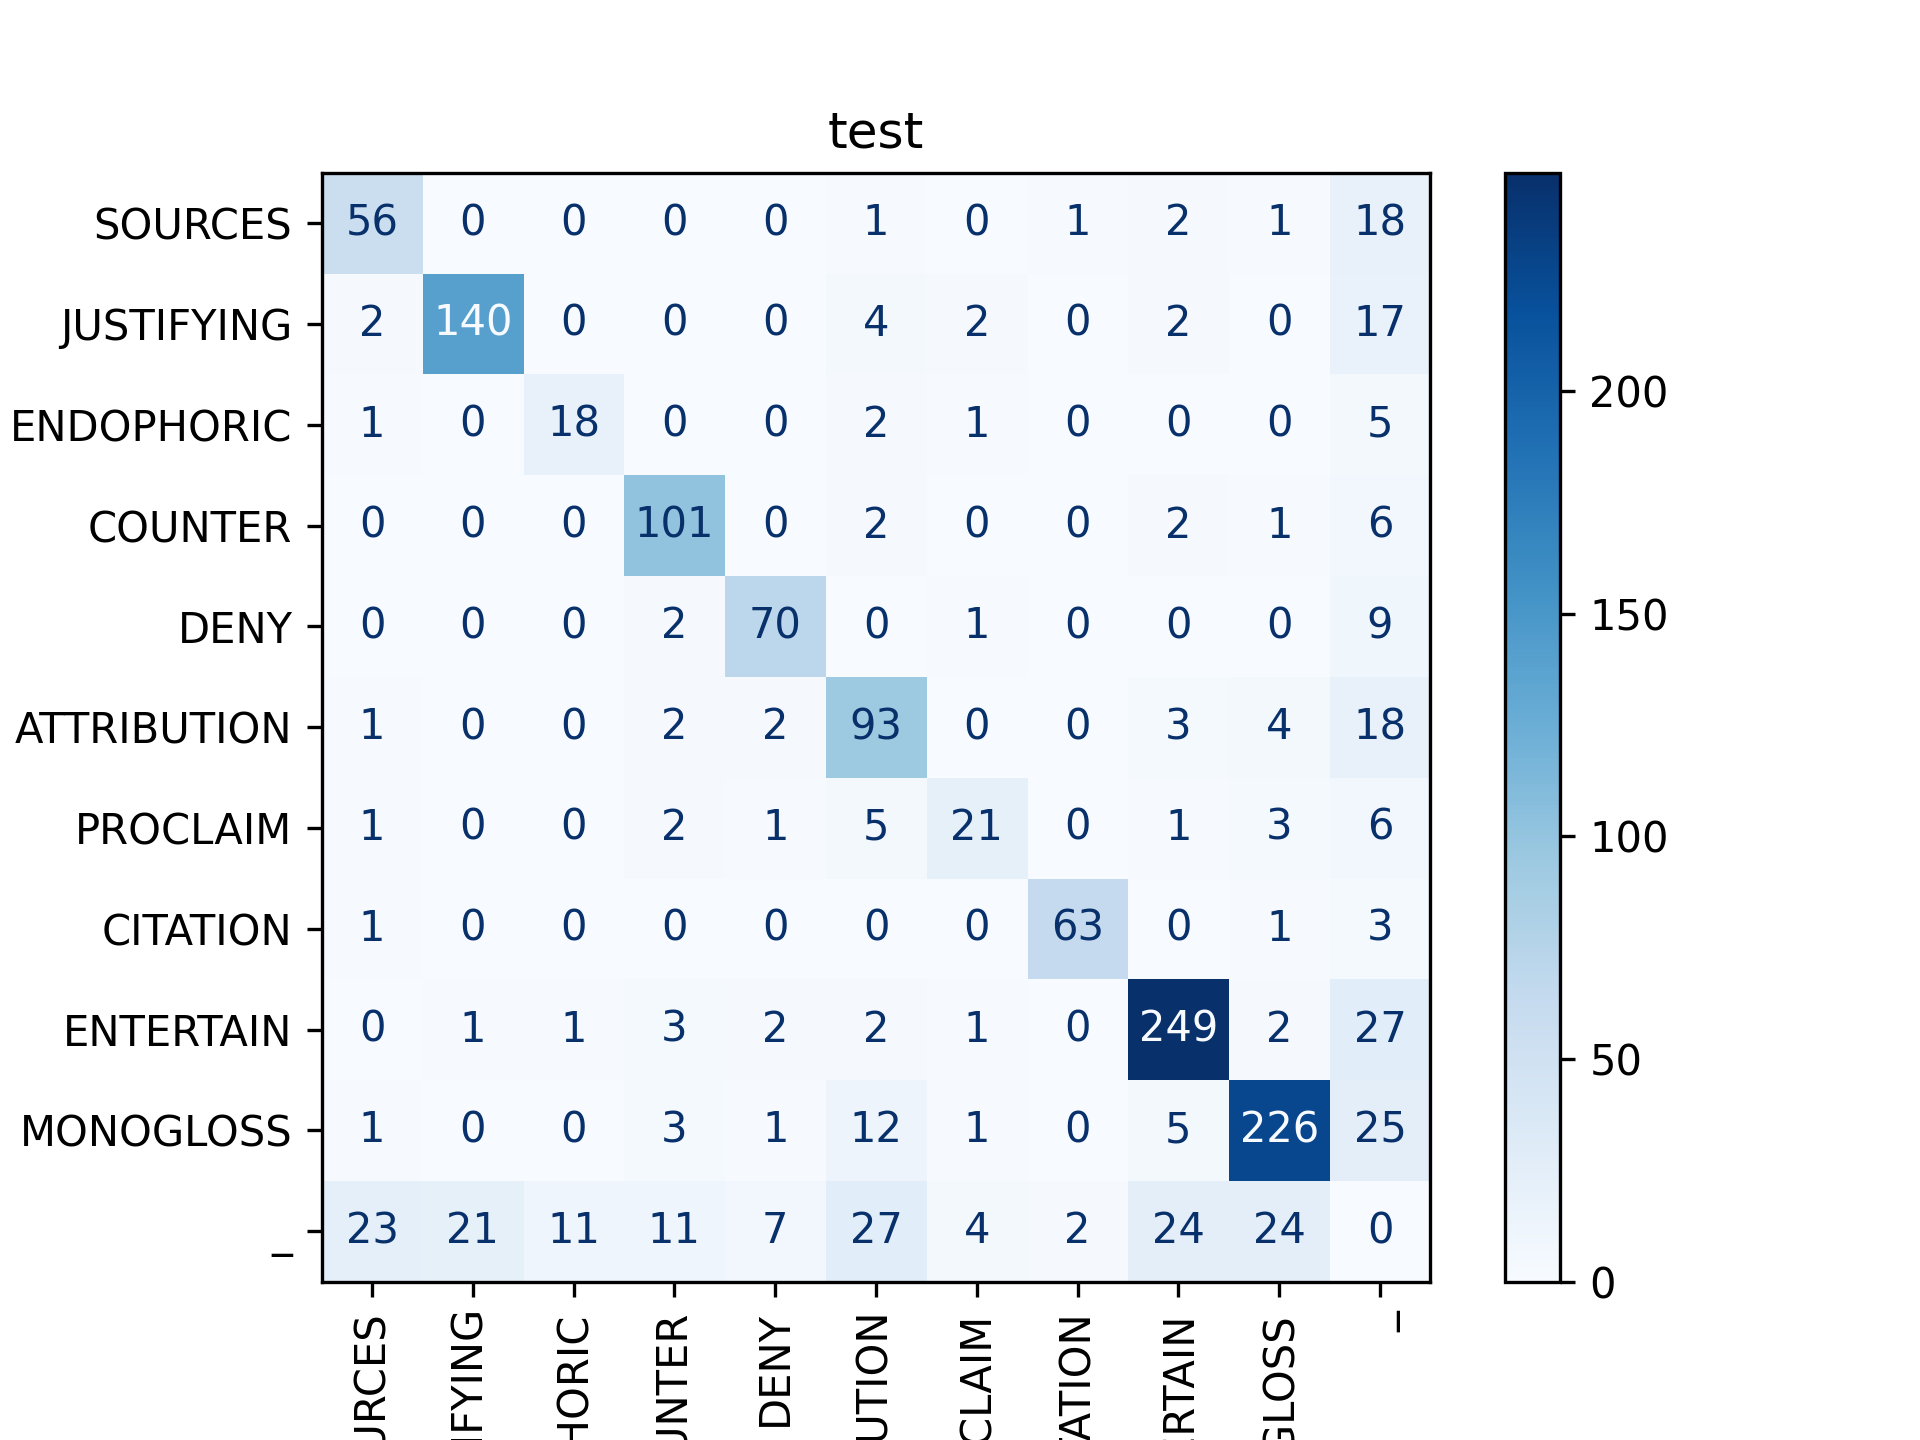 test
SOURCES 56 0 0 0 0 1 0 1 2 1 18
JUSTIFYING 2 140 0 0 0 4 2 0 2 0 17
ENDOPHORIC 1 0 18 0 0 2 1 0 0 0 5
COUNTER 0 0 0 101 0 2 0 0 2 1 6
DENY 0 0 0 2 70 0 1 0 0 0 9
ATTRIBUTION 1 0 0 2 2 93 0 0 3 4 18
PROCLAIM 1 0 0 2 1 5 21 0 1 3 6
CITATION 1 0 0 0 0 0 0 63 0 1 3
ENTERTAIN 0 1 1 3 2 2 1 0 249 2 27
MONOGLOSS 1 0 0 3 1 12 1 0 5 226 25
_ 23 21 11 11 7 27 4 2 24 24 0
URCES
IFYING
HORIC
UNTER
DENY
UTION
CLAIM
TATION
RTAIN
GLOSS
_
200
150
100
50
0